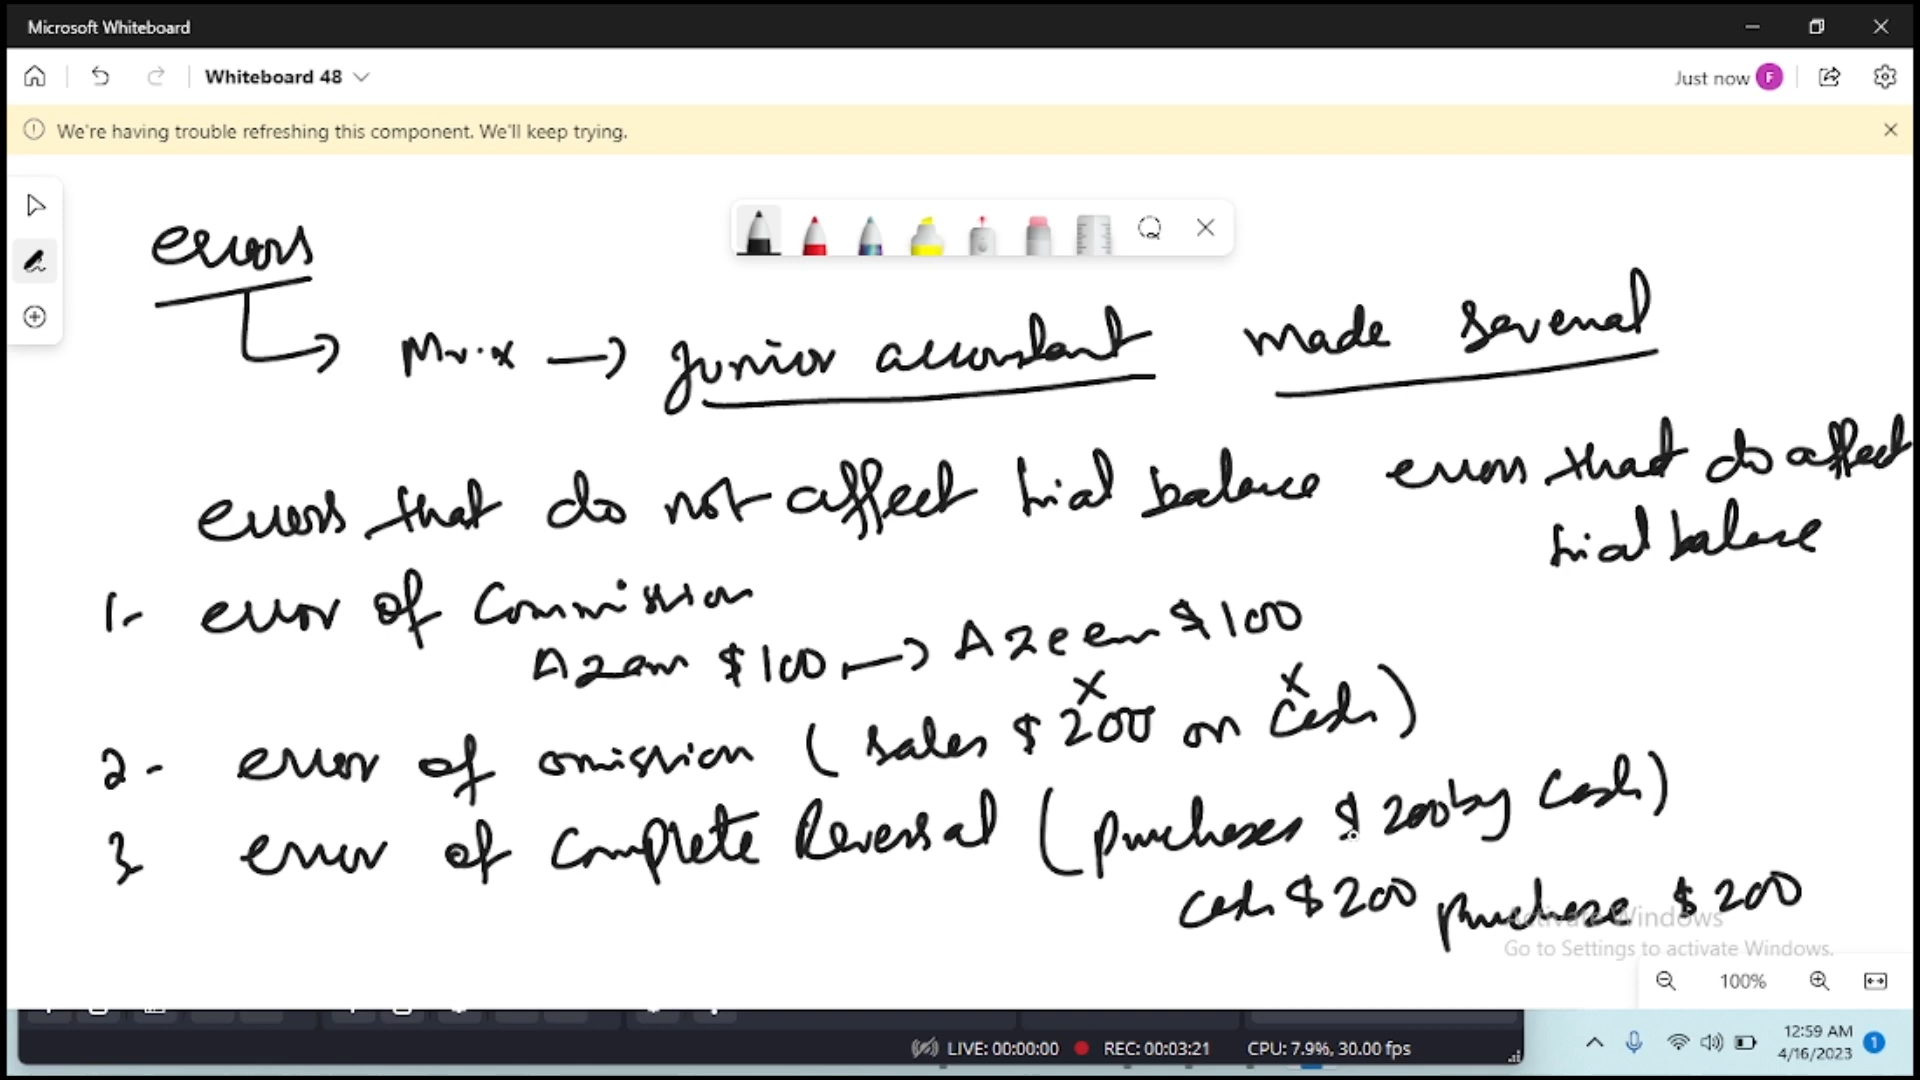 Microsoft Whiteboard
Whiteboard 48
Just now F
We're having trouble refreshing this component. We'll keep trying.
errors
Mr.x → junior accountant made several
errors that do not affect trial balance errors that do affect
trial balance
1- error of Commission
Azam $100 → Azeem $100
x x
2- error of omission (sales $200 on Cash)
3 error of Complete Reversal (purchases $200 by Cash)
Cash $200 purchase $200
Activate Windows
Go to Settings to activate Windows.
100%
LIVE: 00:00:00 REC: 00:03:21 CPU: 7.9%, 30.00 fps
12:59 AM
4/16/2023 1